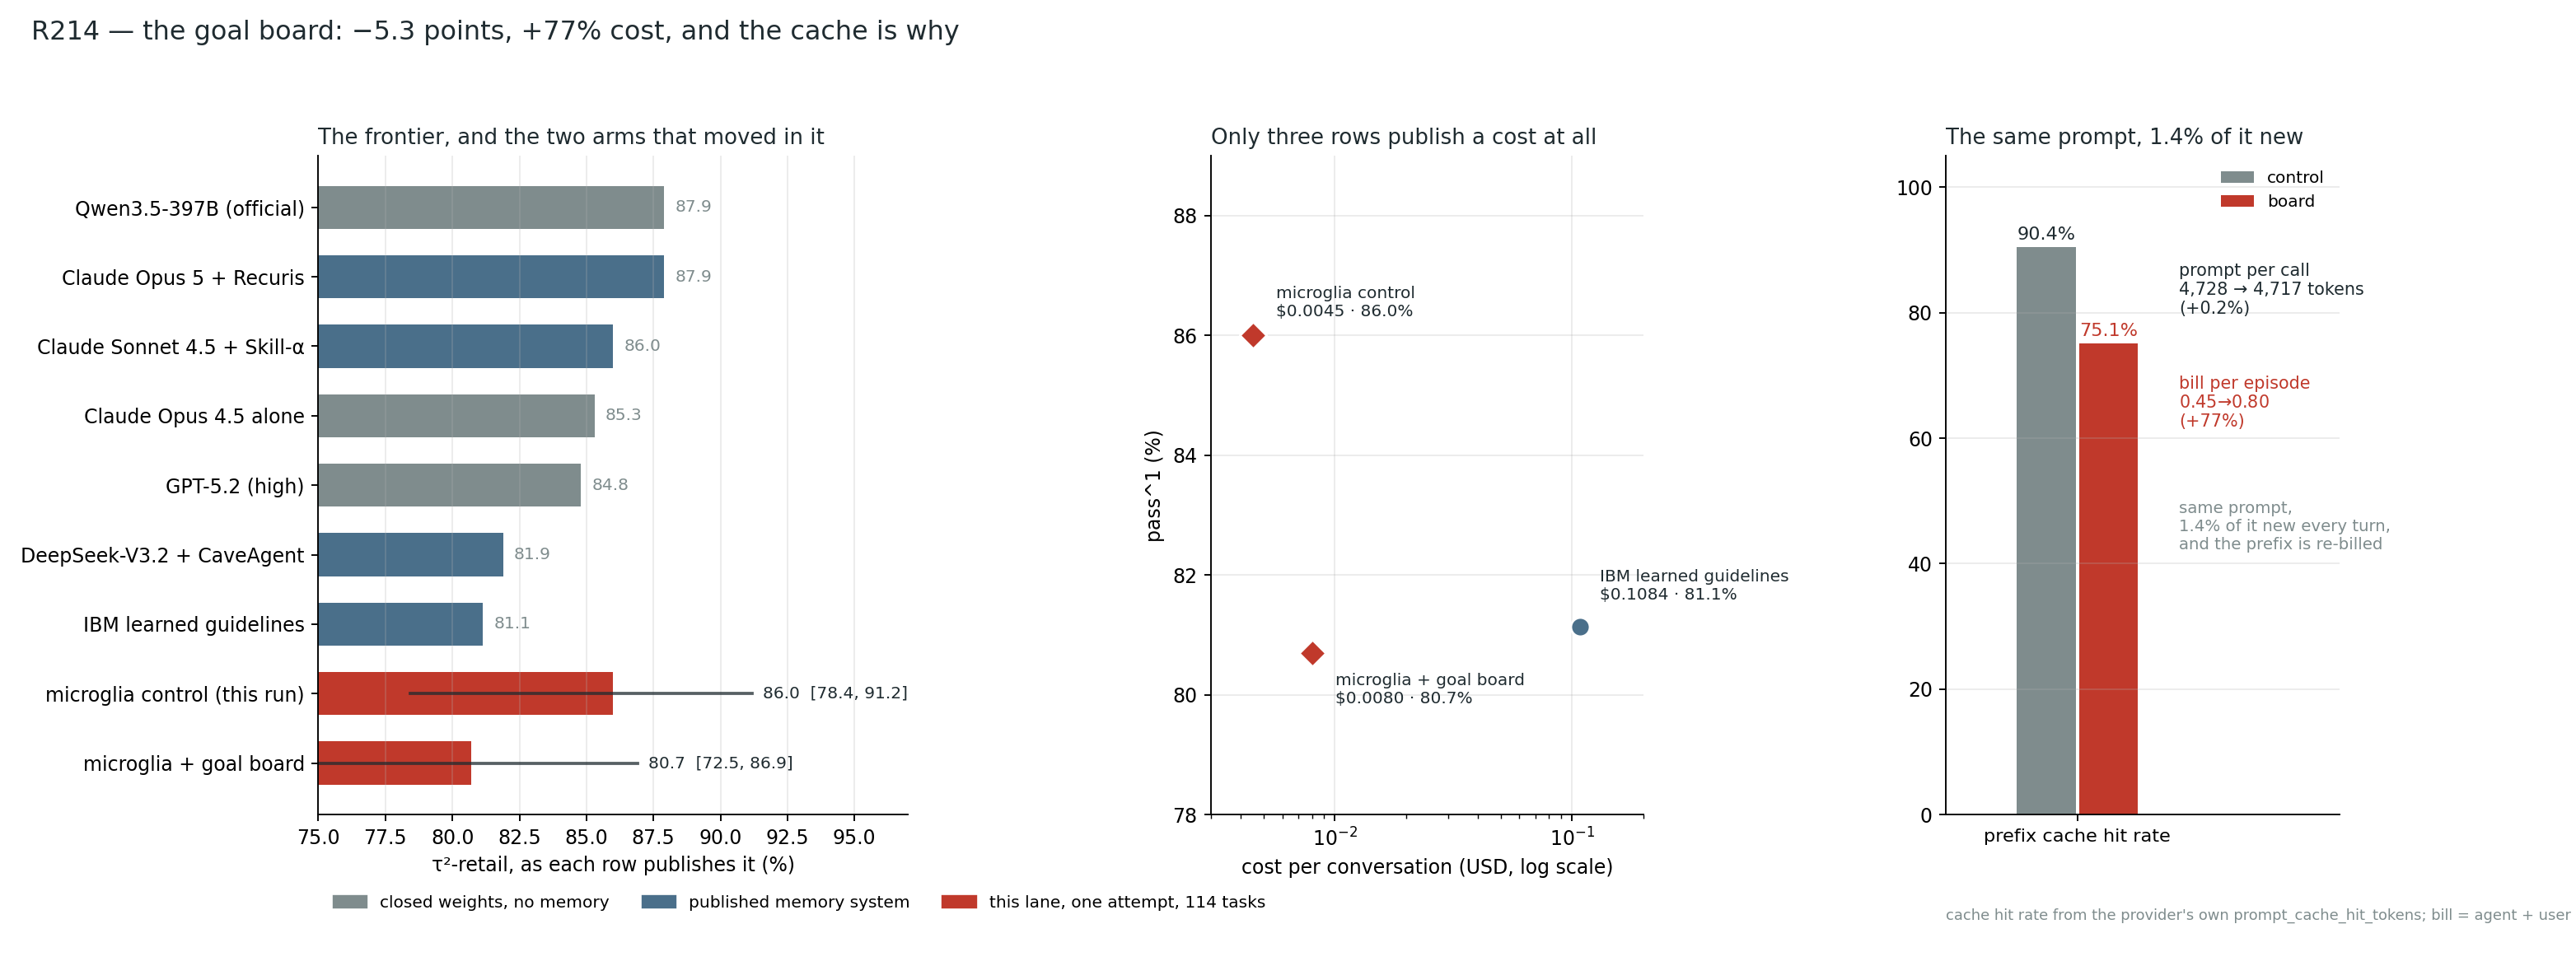 R214 — the goal board: −5.3 points, +77% cost, and the cache is why
The frontier, and the two arms that moved in it
Qwen3.5-397B (official)
87.9
Claude Opus 5 + Recuris
87.9
Claude Sonnet 4.5 + Skill-α
86.0
Claude Opus 4.5 alone
85.3
GPT-5.2 (high)
84.8
DeepSeek-V3.2 + CaveAgent
81.9
IBM learned guidelines
81.1
microglia control (this run)
86.0 [78.4, 91.2]
microglia + goal board
80.7 [72.5, 86.9]
75.0 77.5 80.0 82.5 85.0 87.5 90.0 92.5 95.0
τ²-retail, as each row publishes it (%)
closed weights, no memory
published memory system
this lane, one attempt, 114 tasks
Only three rows publish a cost at all
88
86
84
82
80
78
pass^1 (%)
microglia control
$0.0045 · 86.0%
IBM learned guidelines
$0.1084 · 81.1%
microglia + goal board
$0.0080 · 80.7%
10⁻² 10⁻¹
cost per conversation (USD, log scale)
The same prompt, 1.4% of it new
control
board
100
80
60
40
20
0
90.4%
75.1%
prompt per call
4,728 → 4,717 tokens
(+0.2%)
bill per episode
0.45→0.80
(+77%)
same prompt,
1.4% of it new every turn,
and the prefix is re-billed
prefix cache hit rate
cache hit rate from the provider's own prompt_cache_hit_tokens; bill = agent + user